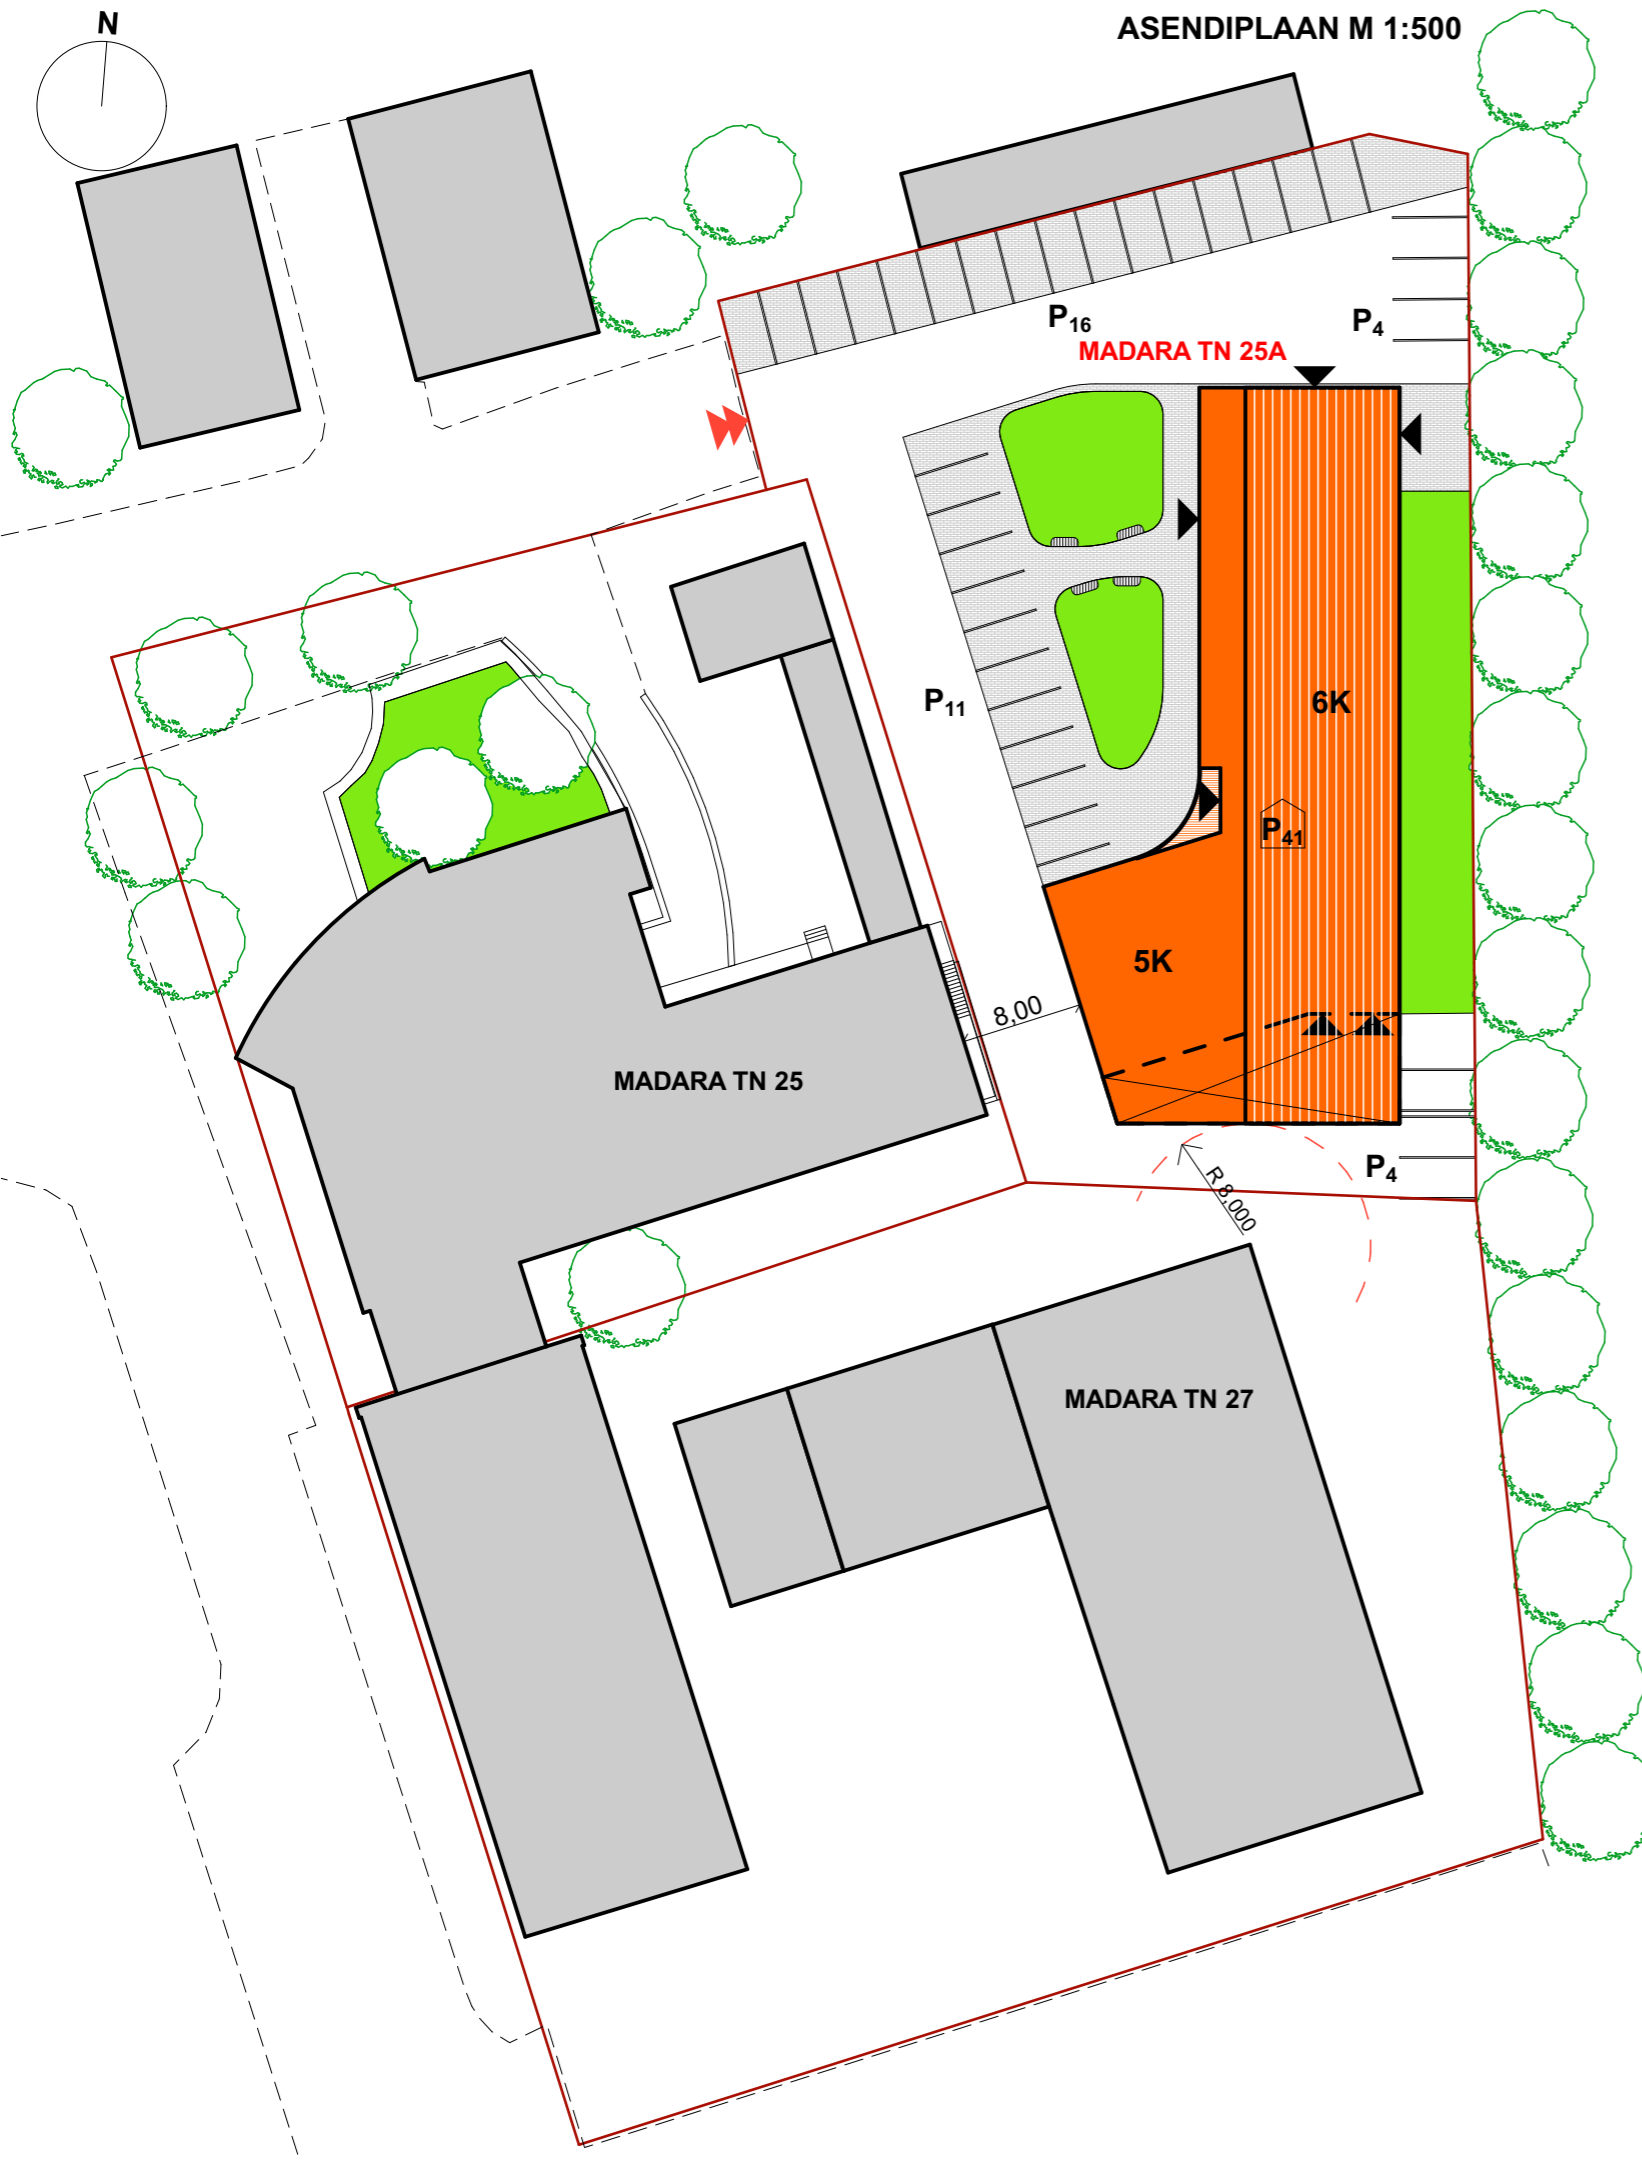 N
ASENDIPLAAN M 1:500
P16
P4
MADARA TN 25A
P11
6K
P41
5K
8,00
MADARA TN 25
P4
R 8,000
MADARA TN 27